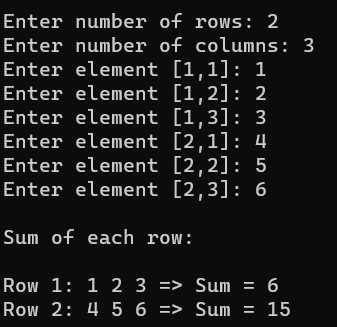 Enter number of rows: 2
Enter number of columns: 3
Enter element [1,1]: 1
Enter element [1,2]: 2
Enter element [1,3]: 3
Enter element [2,1]: 4
Enter element [2,2]: 5
Enter element [2,3]: 6
Sum of each row:
Row 1: 1 2 3 => Sum = 6
Row 2: 4 5 6 => Sum = 15